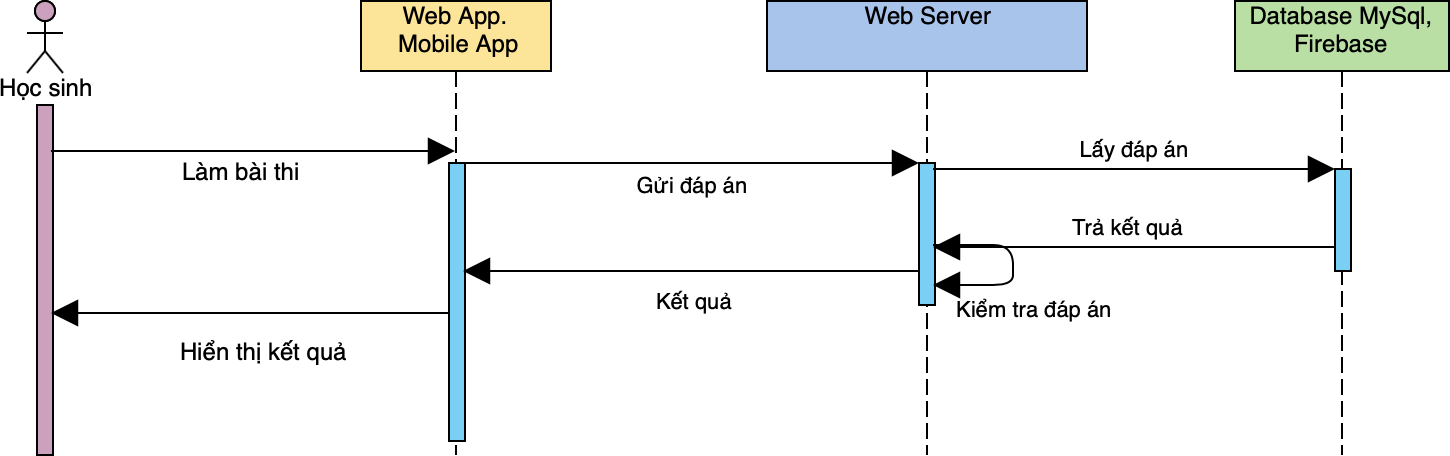 Web App.
Mobile App
Web Server
Database MySql,
Firebase
Học sinh
Làm bài thi
Gửi đáp án
Lấy đáp án
Trả kết quả
Kết quả
Kiểm tra đáp án
Hiển thị kết quả